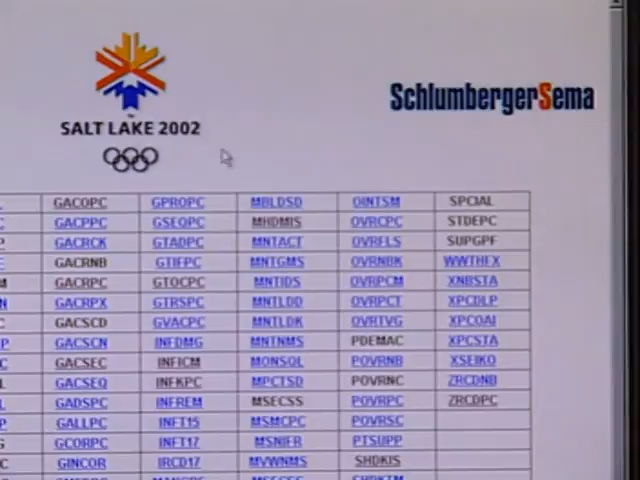 SchlumbergerSema
SALT LAKE 2002
GACOPC GPROPC MBLDSD OINTSM SPCIAL
GACPPC GSEQPC MHDMIS OVRCPC STDEPC
GACRCK GTADPC MNTACT OVRFLS SUPGPF
GACRNB GTIFPC MNTGMS OVRNBK WWTHFX
GACRPC GTOCPC MNTIDS OVRPCM XNBSTA
GACRPX GTRSPC MNTLDD OVRPCT XPCDLP
GACSCD GVACPC MNTLDK OVRTVG XPCOAI
GACSCN INFDMG MNTNMS PDEMAC XPCSTA
GACSEC INFICM MONSOL POVRNB XSEIKO
GACSEQ INFKPC MPCTSD POVRNC ZRCDNB
GADSPC INFREM MSECSS POVRPC ZRCDPC
GALLPC INFT15 MSMCPC POVRSC
GCORPC INFT17 MSNIFR PTSUPP
GINCOR IRCD17 MVWNMS SHDKIS